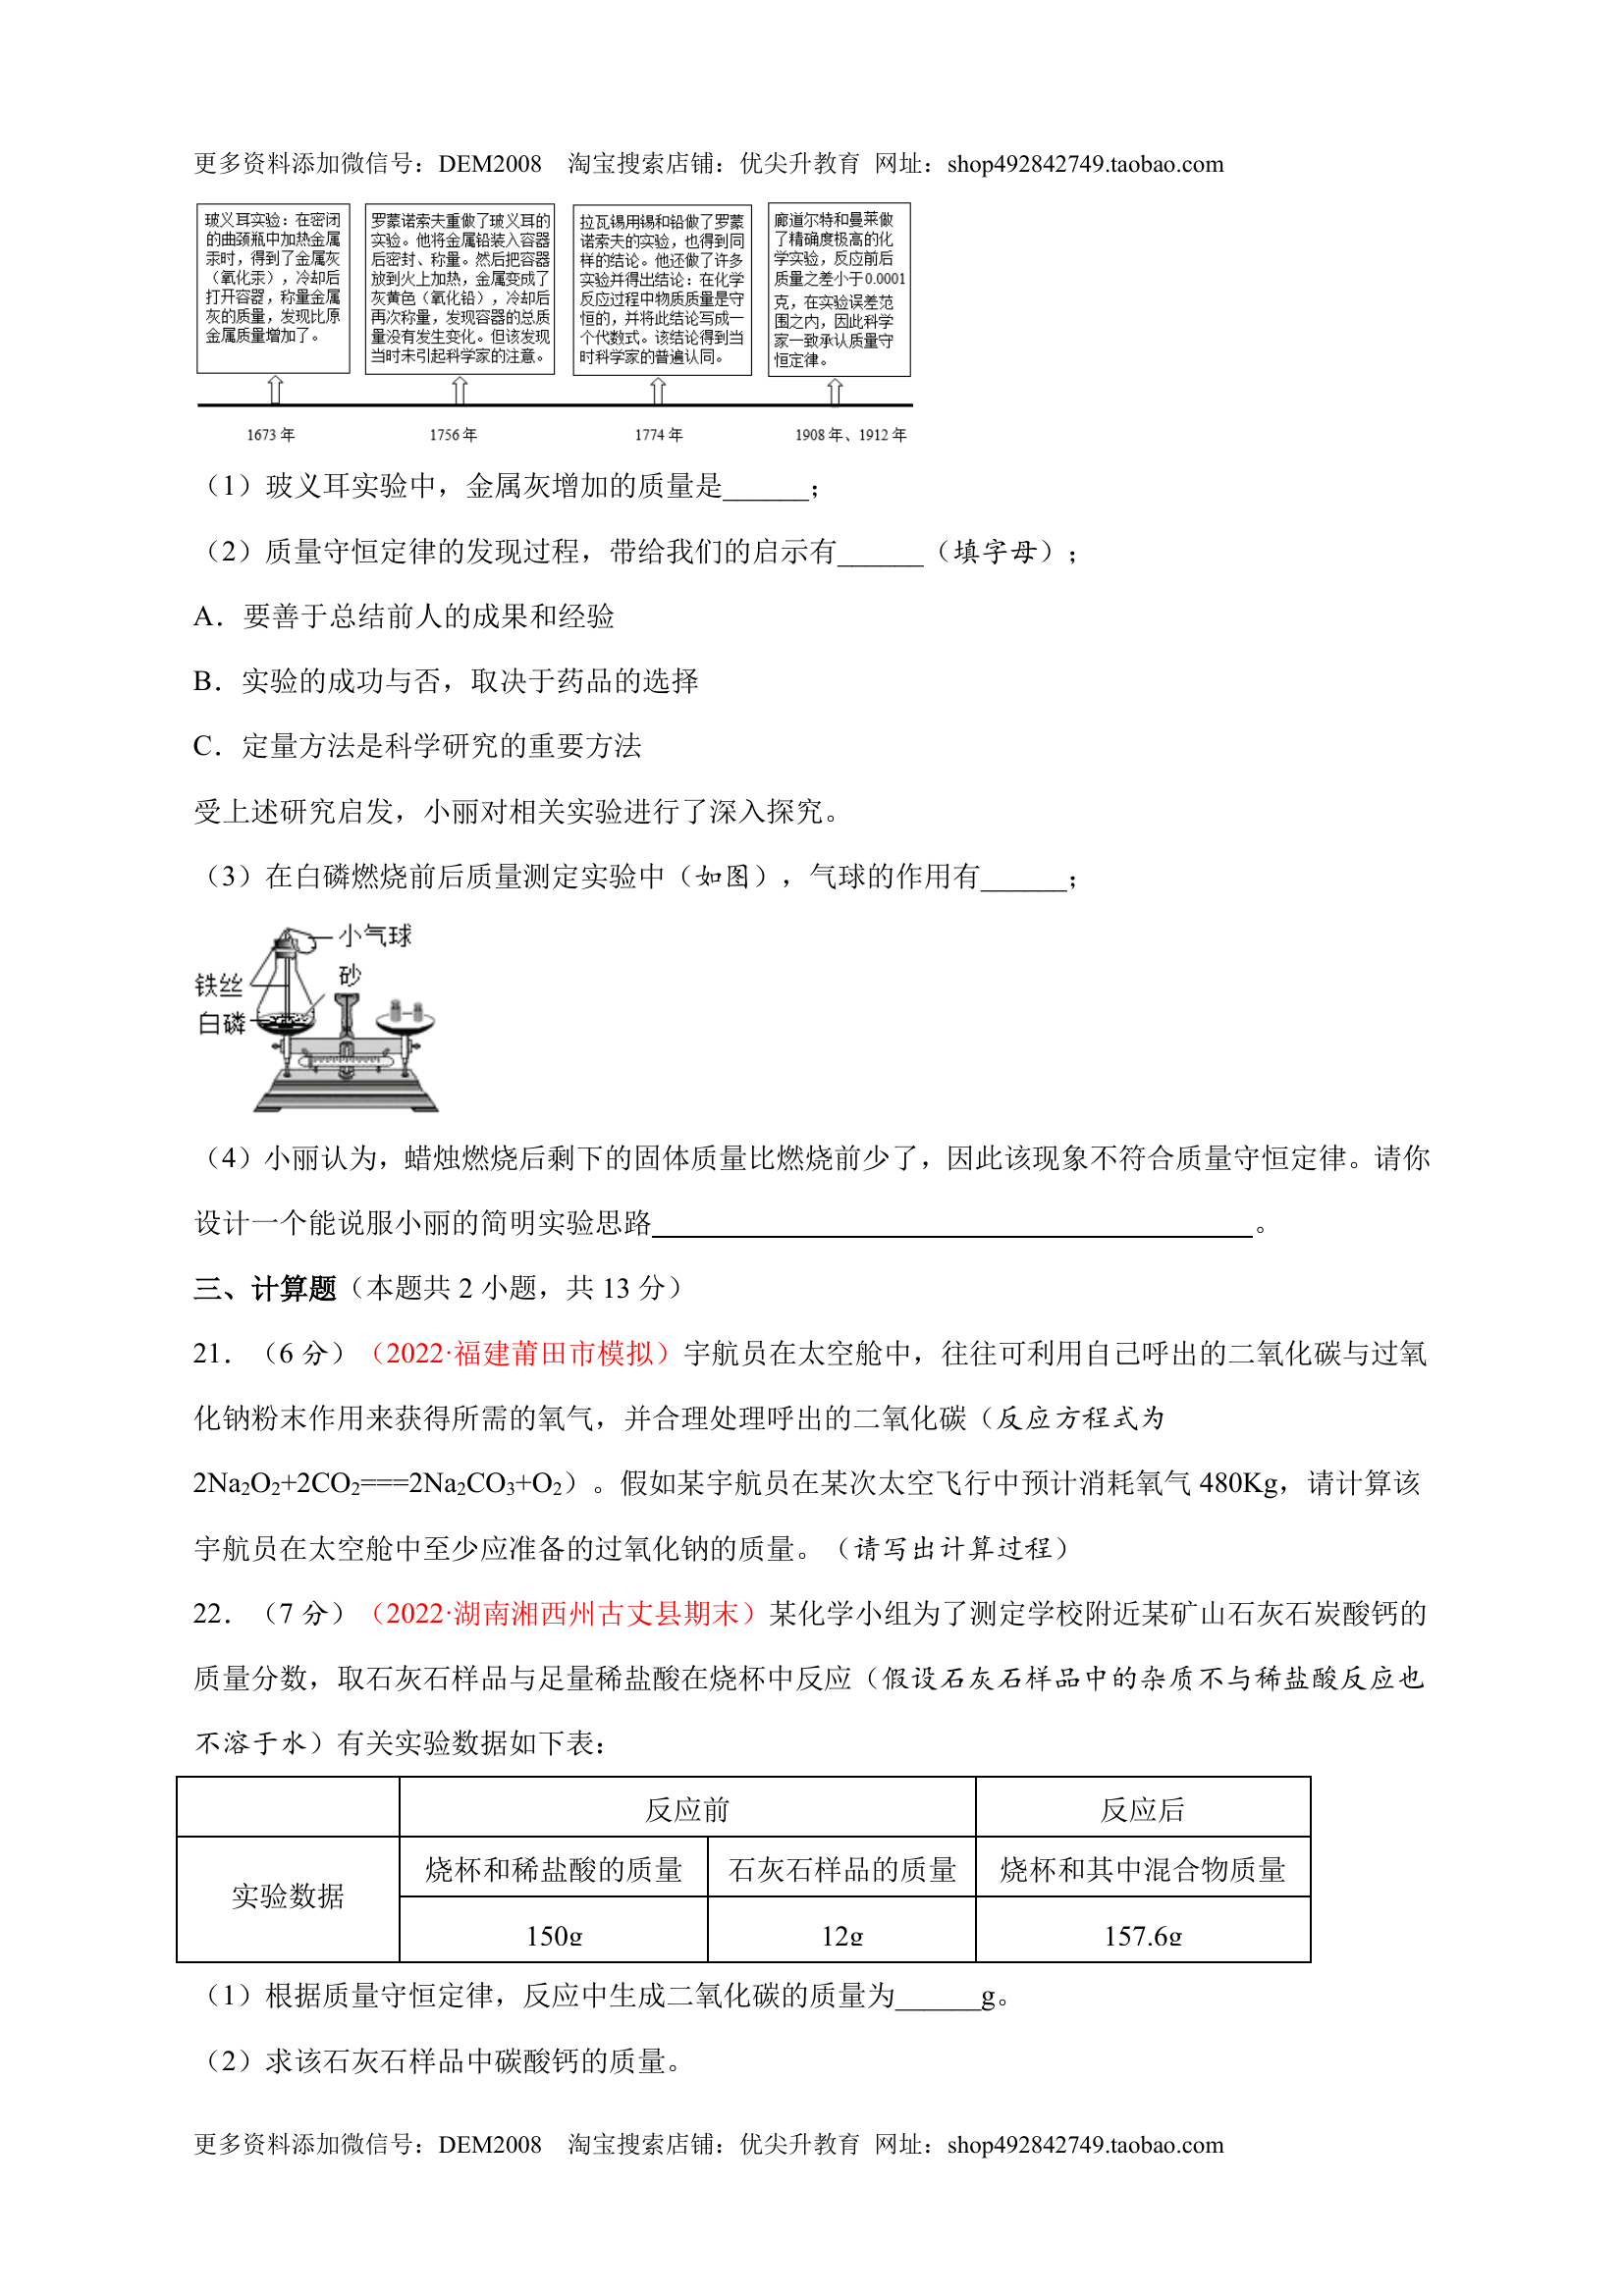 更多资料添加微信号：DEM2008 淘宝搜索店铺：优尖升教育 网址：shop492842749.taobao.com
玻义耳实验：在密闭
的曲颈瓶中加热金属
汞时，得到了金属灰
（氧化汞），冷却后
打开容器，称量金属
灰的质量，发现比原
金属质量增加了。
罗蒙诺索夫重做了玻义耳的
实验。他将金属铅装入容器
后密封、称量。然后把容器
放到火上加热，金属变成了
灰黄色（氧化铅），冷却后
再次称量，发现容器的总质
量没有发生变化。但该发现
当时未引起科学家的注意。
拉瓦锡用锡和铅做了罗蒙
诺索夫的实验，也得到同
样的结论。他还做了许多
实验并得出结论：在化学
反应过程中物质质量是守
恒的，并将此结论写成一
个代数式。该结论得到当
时科学家的普遍认同。
廊道尔特和曼莱做
了精确度极高的化
学实验，反应前后
质量之差小于0.0001
克，在实验误差范
围之内，因此科学
家一致承认质量守
恒定律。
1673 年
1756 年
1774 年
1908 年、1912 年
（1）玻义耳实验中，金属灰增加的质量是______；
（2）质量守恒定律的发现过程，带给我们的启示有______（填字母）；
A．要善于总结前人的成果和经验
B．实验的成功与否，取决于药品的选择
C．定量方法是科学研究的重要方法
受上述研究启发，小丽对相关实验进行了深入探究。
（3）在白磷燃烧前后质量测定实验中（如图），气球的作用有______；
小气球
砂
铁丝
白磷
（4）小丽认为，蜡烛燃烧后剩下的固体质量比燃烧前少了，因此该现象不符合质量守恒定律。请你
设计一个能说服小丽的简明实验思路__________________________________________。
三、计算题（本题共 2 小题，共 13 分）
21．（6 分）（2022·福建莆田市模拟）宇航员在太空舱中，往往可利用自己呼出的二氧化碳与过氧
化钠粉末作用来获得所需的氧气，并合理处理呼出的二氧化碳（反应方程式为
2Na₂O₂+2CO₂===2Na₂CO₃+O₂）。假如某宇航员在某次太空飞行中预计消耗氧气 480Kg，请计算该
宇航员在太空舱中至少应准备的过氧化钠的质量。（请写出计算过程）
22．（7 分）（2022·湖南湘西州古丈县期末）某化学小组为了测定学校附近某矿山石灰石炭酸钙的
质量分数，取石灰石样品与足量稀盐酸在烧杯中反应（假设石灰石样品中的杂质不与稀盐酸反应也
不溶于水）有关实验数据如下表：
反应前 反应后
实验数据 烧杯和稀盐酸的质量 石灰石样品的质量 烧杯和其中混合物质量
150g 12g 157.6g
（1）根据质量守恒定律，反应中生成二氧化碳的质量为______g。
（2）求该石灰石样品中碳酸钙的质量。
更多资料添加微信号：DEM2008 淘宝搜索店铺：优尖升教育 网址：shop492842749.taobao.com